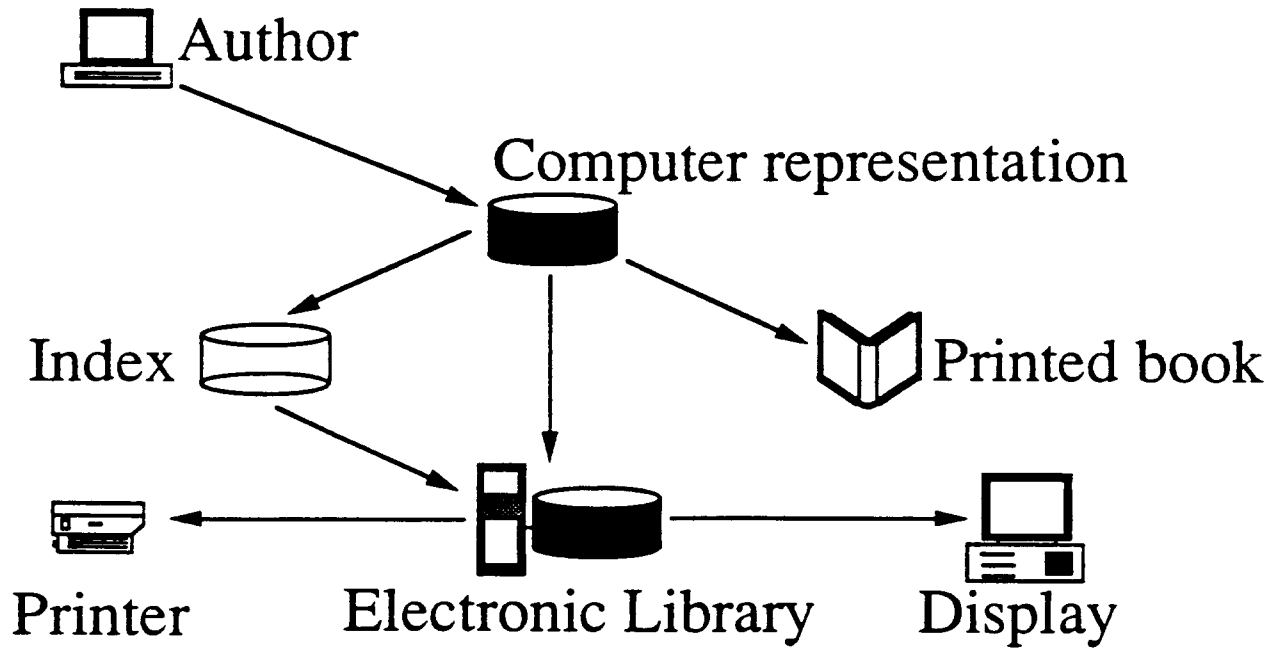 Author
Computer representation
Index
Printed book
Printer
Electronic Library
Display